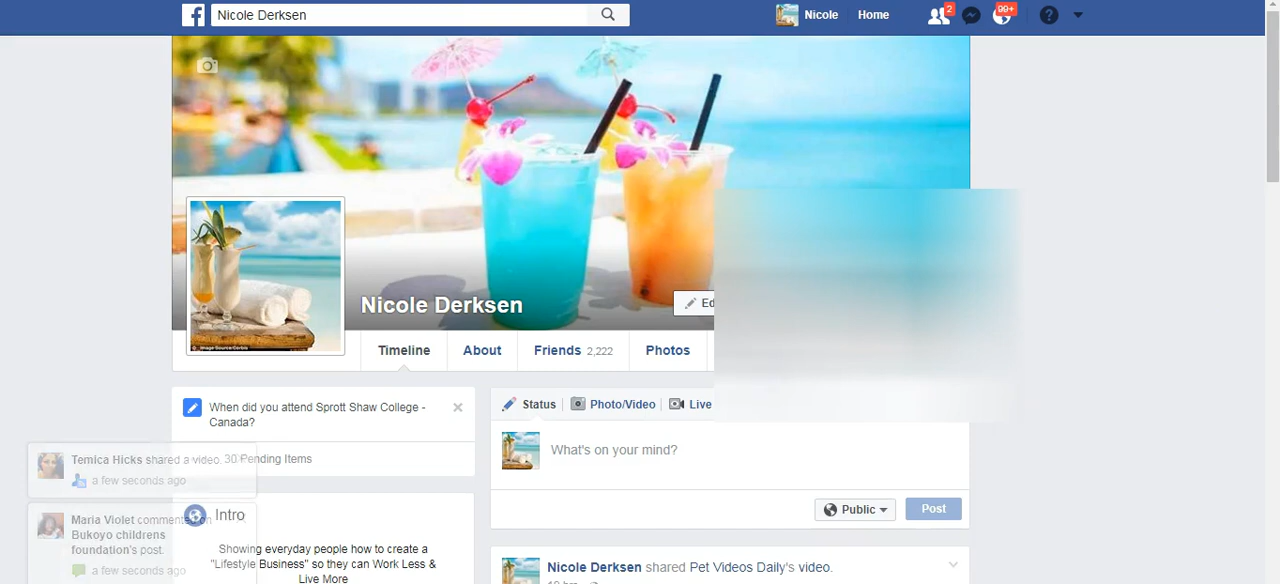 Nicole Derksen
Nicole Home 2 99+
Nicole Derksen
Timeline About Friends 2,222 Photos
When did you attend Sprott Shaw College -
Canada?
30 Pending Items
Temica Hicks shared a video.
a few seconds ago
Maria Violet commented on
Bukoyo childrens
foundation's post.
a few seconds ago
Intro
Showing everyday people how to create a
"Lifestyle Business" so they can Work Less &
Live More
Status Photo/Video Live
What's on your mind?
Public Post
Nicole Derksen shared Pet Videos Daily's video.